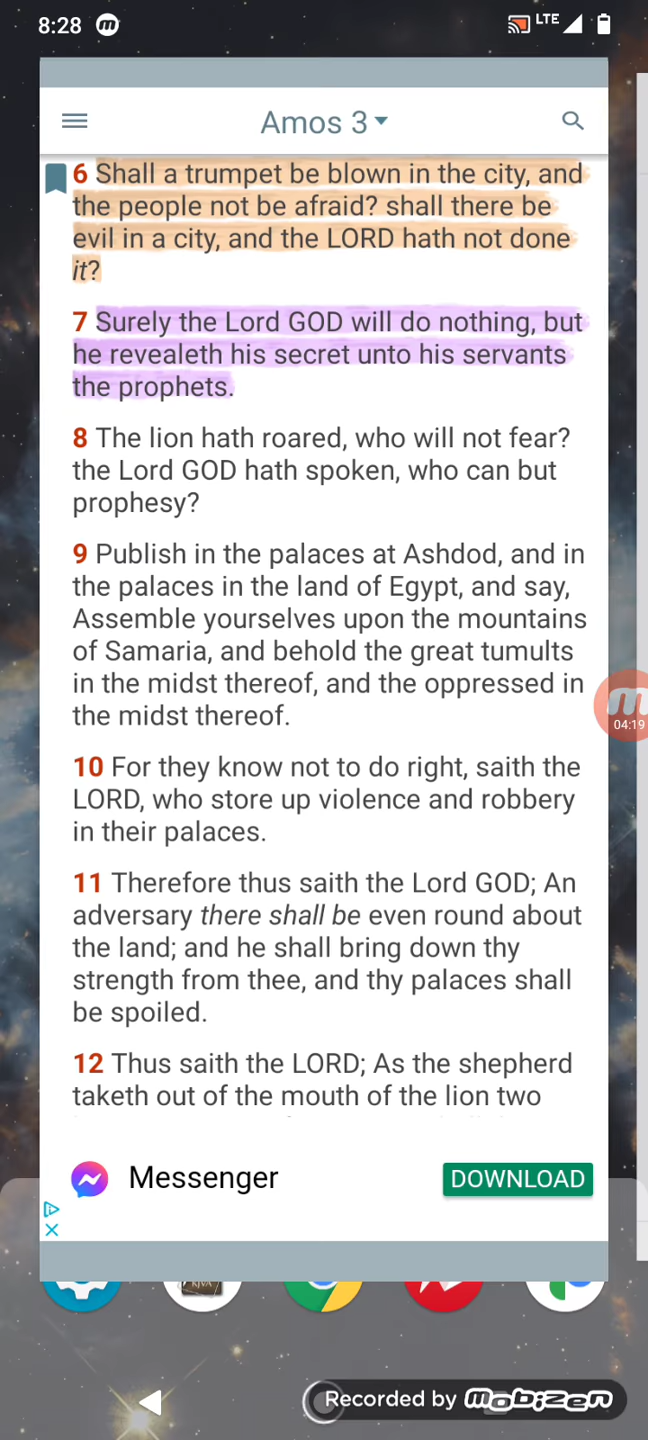 8:28
LTE
Amos 3
6 Shall a trumpet be blown in the city, and
the people not be afraid? shall there be
evil in a city, and the LORD hath not done
it?
7 Surely the Lord GOD will do nothing, but
he revealeth his secret unto his servants
the prophets.
8 The lion hath roared, who will not fear?
the Lord GOD hath spoken, who can but
prophesy?
9 Publish in the palaces at Ashdod, and in
the palaces in the land of Egypt, and say,
Assemble yourselves upon the mountains
of Samaria, and behold the great tumults
in the midst thereof, and the oppressed in
the midst thereof.
04:19
10 For they know not to do right, saith the
LORD, who store up violence and robbery
in their palaces.
11 Therefore thus saith the Lord GOD; An
adversary there shall be even round about
the land; and he shall bring down thy
strength from thee, and thy palaces shall
be spoiled.
12 Thus saith the LORD; As the shepherd
taketh out of the mouth of the lion two
Messenger
DOWNLOAD
KJVA
Recorded by mobizen